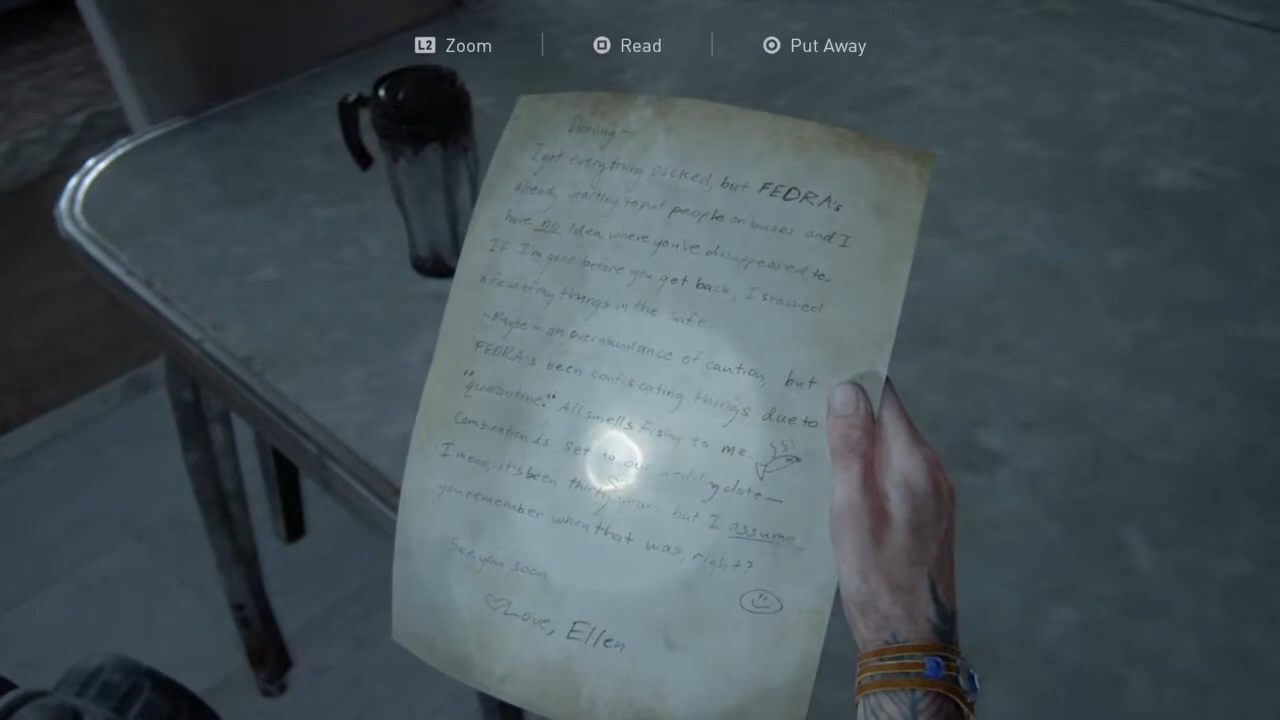 L2 Zoom
Read
Put Away
Darling~
I got everything packed, but FEDRA's
already waiting to put people on buses and I
have no idea where you've disappeared to.
If I'm gone before you get back, I stashed
a few of my things in the safe.
~Maybe~ an overabundance of caution, but
FEDRA's been confiscating things due to
"quarantine." All smells fishy to me.
Combination is set to our wedding date—
I mean, it's been thirty years but I assume
you remember when that was, right?
See you soon
Love, Ellen